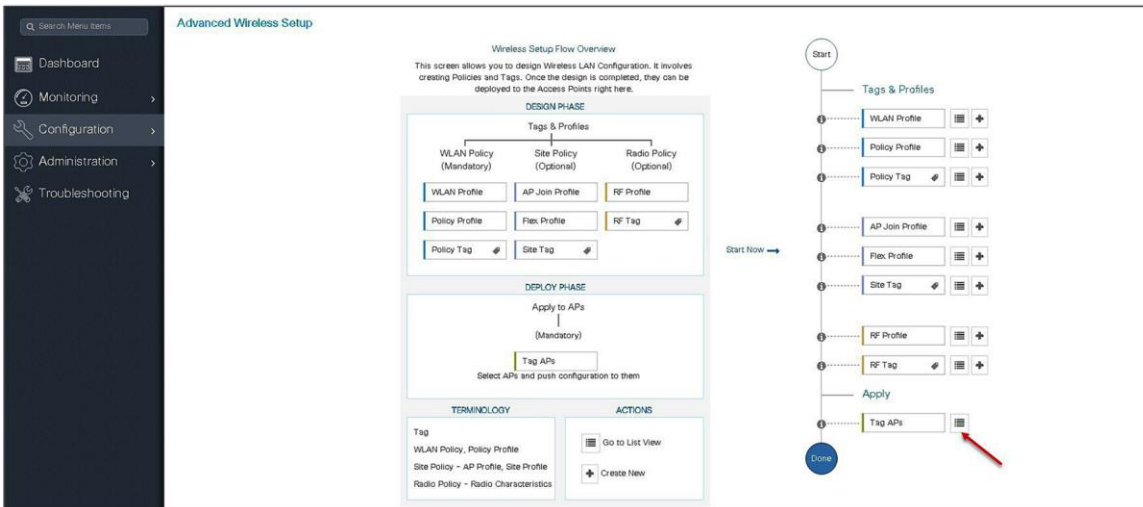 Search Menu Items
Dashboard
Monitoring
Configuration
Administration
Troubleshooting
Advanced Wireless Setup
Wireless Setup Flow Overview
This screen allows you to design Wireless LAN Configuration. It involves
creating Policies and Tags. Once the design is completed, they can be
deployed to the Access Points right here.
DESIGN PHASE
Tags & Profiles
WLAN Policy
(Mandatory)
Site Policy
(Optional)
Radio Policy
(Optional)
WLAN Profile
AP Join Profile
RF Profile
Policy Profile
Flex Profile
RF Tag
Policy Tag
Site Tag
DEPLOY PHASE
Apply to APs
(Mandatory)
Tag APs
Select APs and push configuration to them
TERMINOLOGY
Tag
WLAN Policy, Policy Profile
Site Policy - AP Profile, Site Profile
Radio Policy - Radio Characteristics
ACTIONS
Go to List View
Create New
Start Now
Start
Tags & Profiles
WLAN Profile
Policy Profile
Policy Tag
AP Join Profile
Flex Profile
Site Tag
RF Profile
RF Tag
Apply
Tag APs
Done